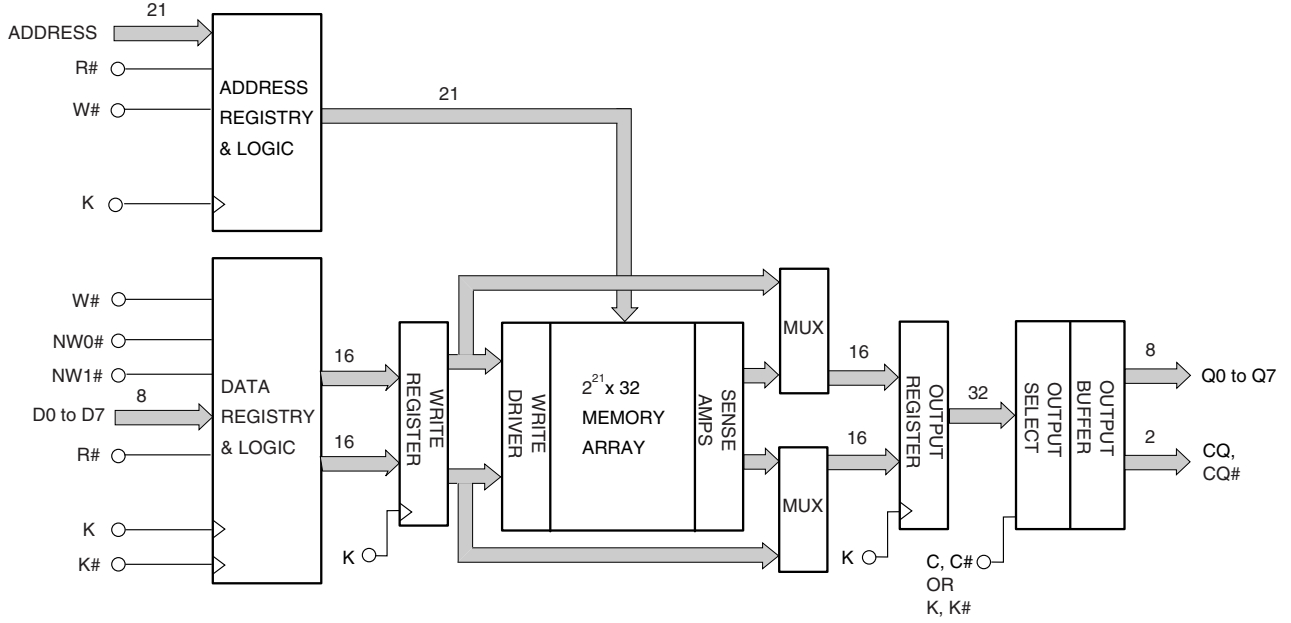 21
ADDRESS
R#
W#
K
ADDRESS
REGISTRY
& LOGIC
21
W#
NW0#
NW1#
8
D0 to D7
R#
K
K#
DATA
REGISTRY
& LOGIC
16
16
WRITE
REGISTER
K
WRITE
DRIVER
2²¹ x 32
MEMORY
ARRAY
SENSE
AMPS
MUX
MUX
16
16
OUTPUT
REGISTER
K
32
OUTPUT
SELECT
OUTPUT
BUFFER
C, C#
OR
K, K#
8
Q0 to Q7
2
CQ,
CQ#